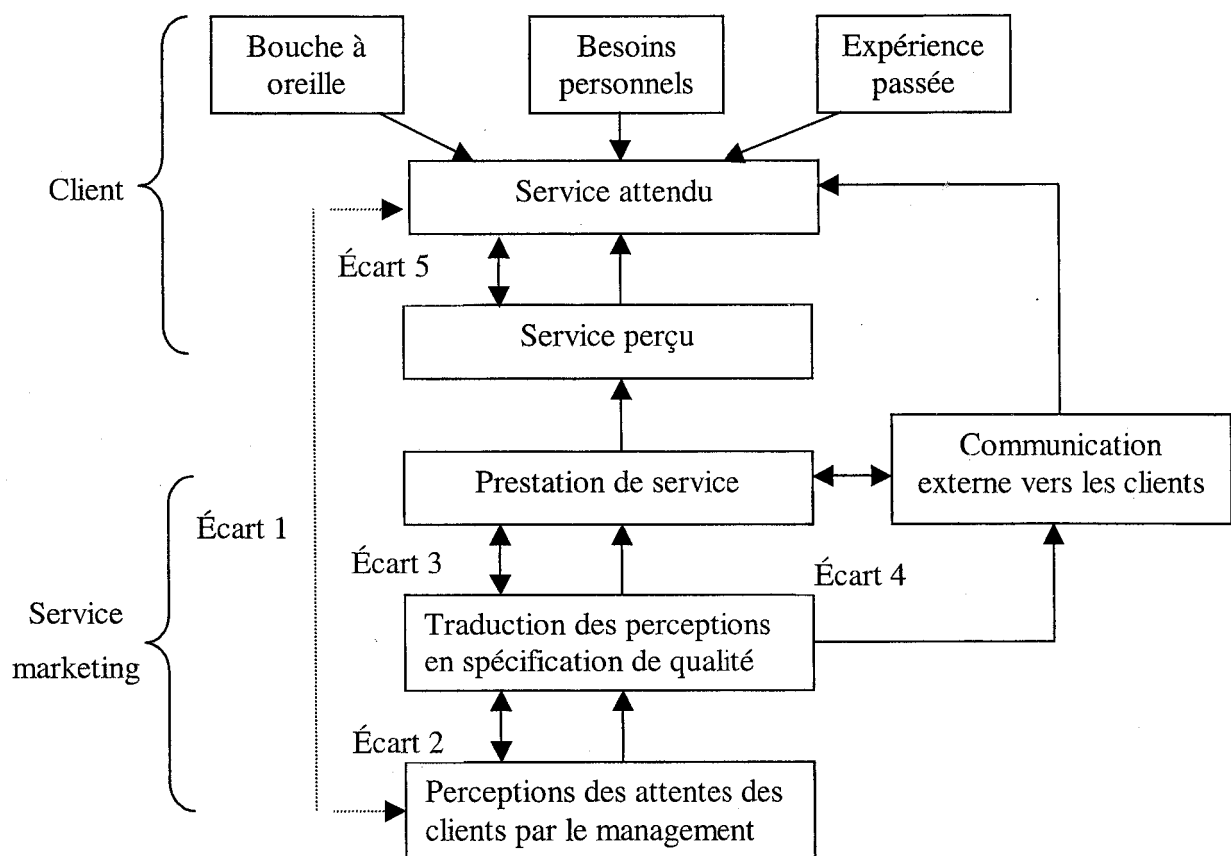 Bouche à
oreille
Besoins
personnels
Expérience
passée
Client
Service attendu
Écart 5
Service perçu
Communication
externe vers les clients
Prestation de service
Écart 1
Écart 3
Écart 4
Service
marketing
Traduction des perceptions
en spécification de qualité
Écart 2
Perceptions des attentes des
clients par le management